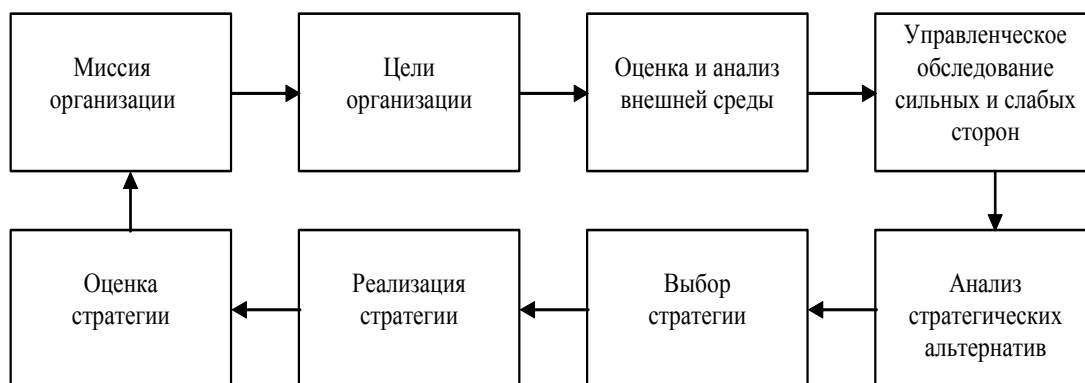 Миссия
организации
Цели
организации
Оценка и анализ
внешней среды
Управленческое
обследование
сильных и слабых
сторон
Оценка
стратегии
Реализация
стратегии
Выбор
стратегии
Анализ
стратегических
альтернатив